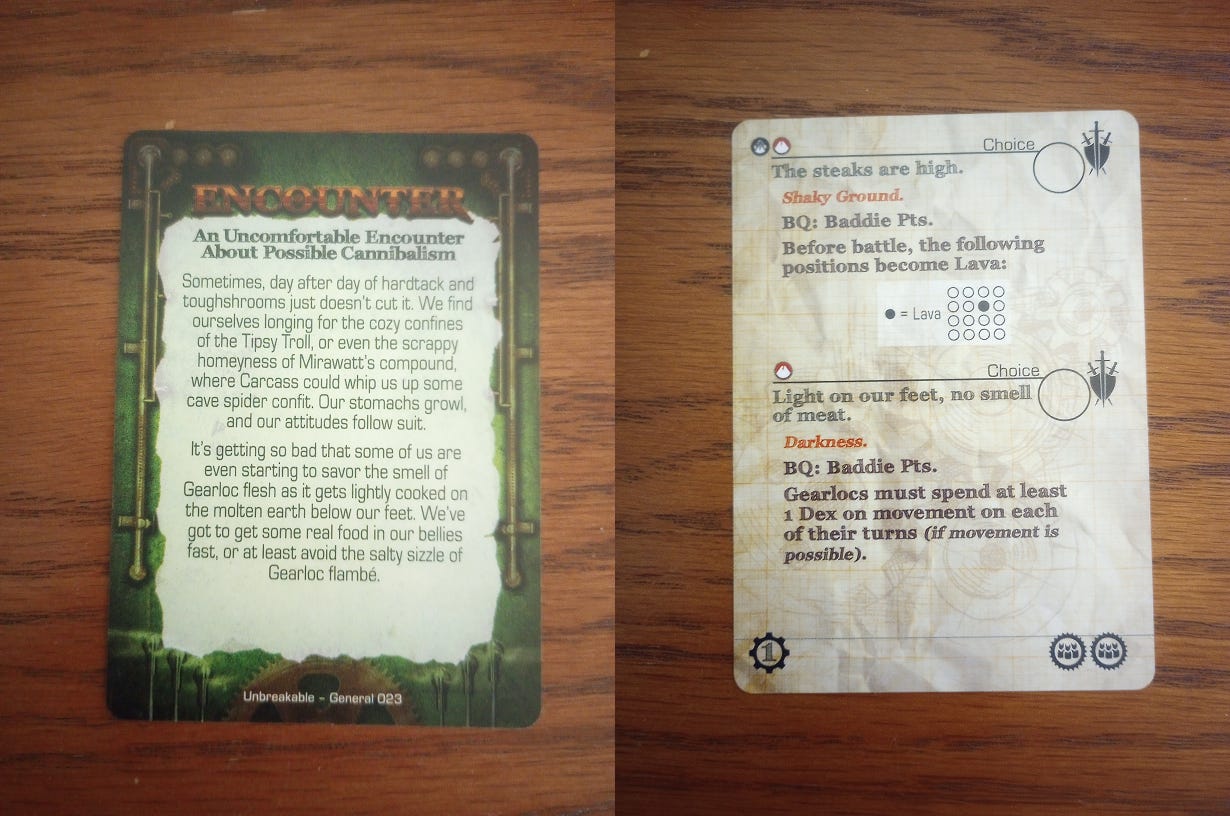 ENCOUNTER
An Uncomfortable Encounter
About Possible Cannibalism
Sometimes, day after day of hardtack and
toughshrooms just doesn't cut it. We find
ourselves longing for the cozy confines
of the Tipsy Troll, or even the scrappy
homeyness of Mirawatt's compound,
where Carcass could whip us up some
cave spider confit. Our stomachs growl,
and our attitudes follow suit.
It's getting so bad that some of us are
even starting to savor the smell of
Gearloc flesh as it gets lightly cooked on
the molten earth below our feet. We've
got to get some real food in our bellies
fast, or at least avoid the salty sizzle of
Gearloc flambé.
Unbreakable – General 023
Choice
The steaks are high.
Shaky Ground.
BQ: Baddie Pts.
Before battle, the following
positions become Lava:
= Lava
Choice
Light on our feet, no smell
of meat.
Darkness.
BQ: Baddie Pts.
Gearlocs must spend at least
1 Dex on movement on each
of their turns (if movement is
possible).
1